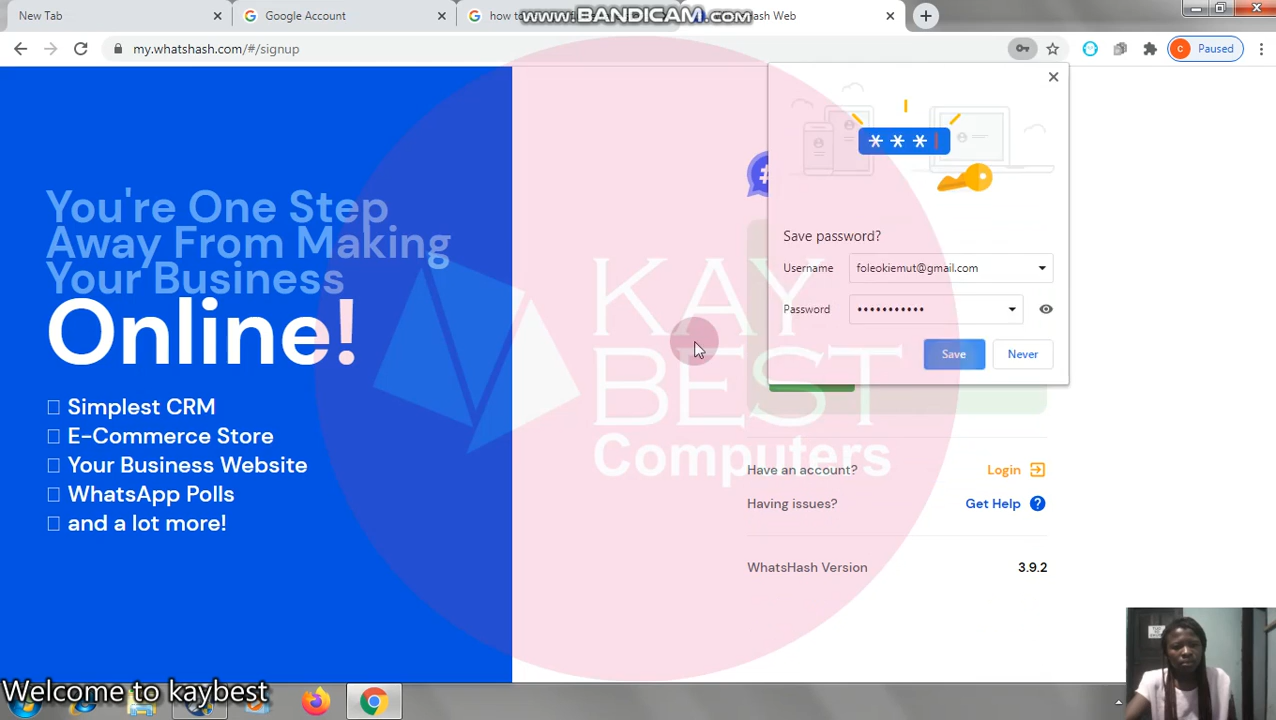 New Tab
Google Account
how to
www.BANDICAM.com
ash Web
my.whatshash.com/#/signup
C
Paused
***
You're One Step
Away From Making
Your Business
Online!
Simplest CRM
E-Commerce Store
Your Business Website
WhatsApp Polls
and a lot more!
KAY
BEST
Computers
#
Save password?
Username
foleokiemut@gmail.com
Password
•••••••••••
Save
Never
Have an account?
Login
Having issues?
Get Help
WhatsHash Version
3.9.2
Welcome to kaybest